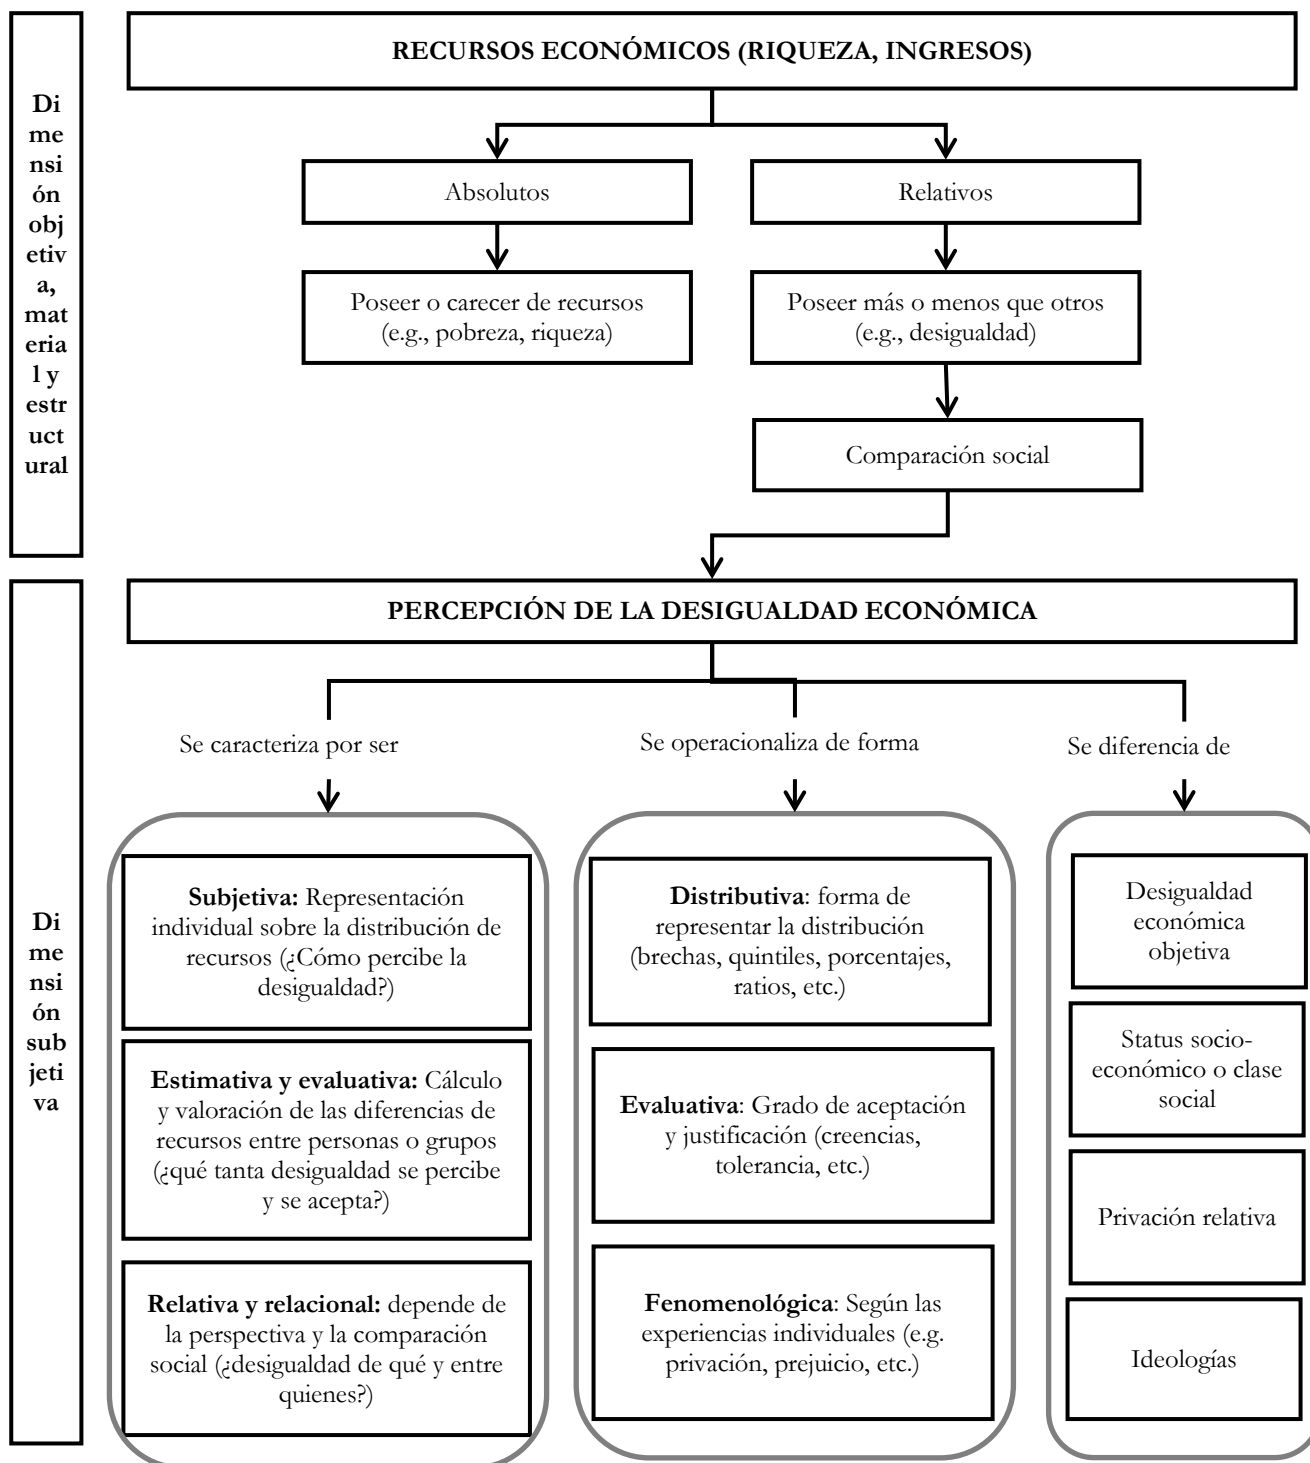 RECURSOS ECONÓMICOS (RIQUEZA, INGRESOS)
Di
me
nsi
ón
obj
etiv
a,
mat
eria
l y
estr
uct
ural
Absolutos
Relativos
Poseer o carecer de recursos
(e.g., pobreza, riqueza)
Poseer más o menos que otros
(e.g., desigualdad)
Comparación social
PERCEPCIÓN DE LA DESIGUALDAD ECONÓMICA
Di
me
nsi
ón
sub
jeti
va
Se caracteriza por ser
Se operacionaliza de forma
Se diferencia de
Subjetiva: Representación
individual sobre la distribución de
recursos (¿Cómo percibe la
desigualdad?)
Estimativa y evaluativa: Cálculo
y valoración de las diferencias de
recursos entre personas o grupos
(¿qué tanta desigualdad se percibe
y se acepta?)
Relativa y relacional: depende de
la perspectiva y la comparación
social (¿desigualdad de qué y entre
quienes?)
Distributiva: forma de
representar la distribución
(brechas, quintiles, porcentajes,
ratios, etc.)
Evaluativa: Grado de aceptación
y justificación (creencias,
tolerancia, etc.)
Fenomenológica: Según las
experiencias individuales (e.g.
privación, prejuicio, etc.)
Desigualdad
económica
objetiva
Status socio-
económico o clase
social
Privación relativa
Ideologías